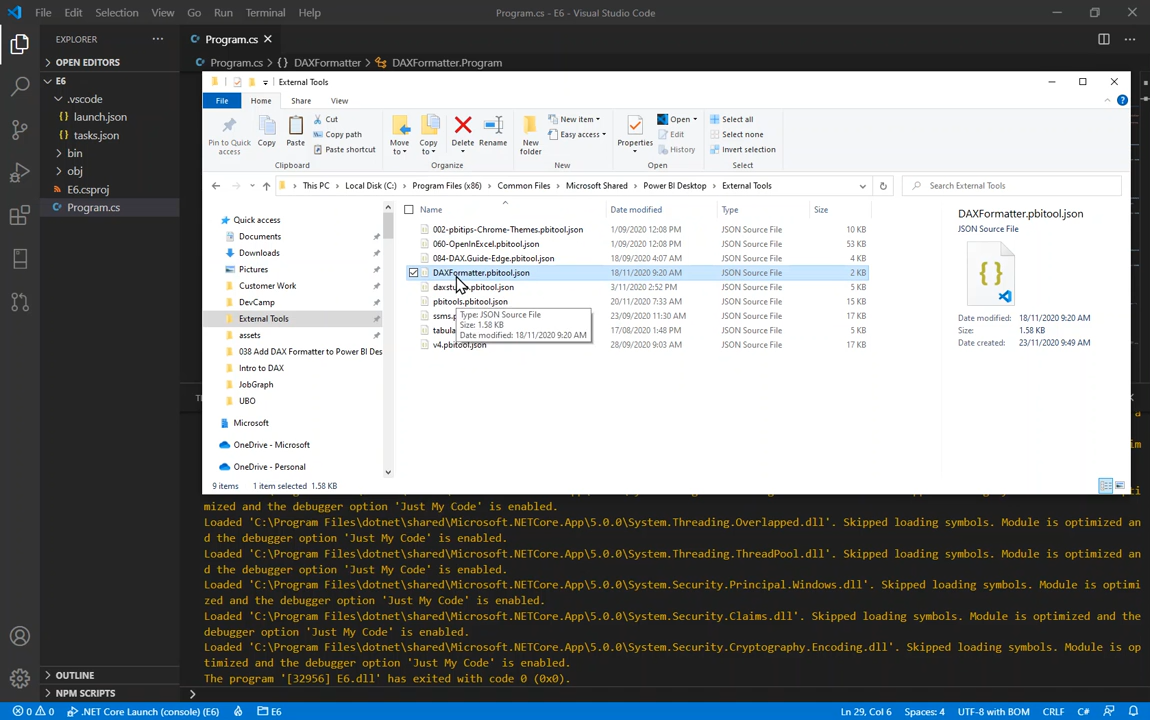 File Edit Selection View Go Run Terminal Help Program.cs - E6 - Visual Studio Code
EXPLORER
Program.cs
OPEN EDITORS
Program.cs > {} DAXFormatter > DAXFormatter.Program
E6
.vscode
{} launch.json
{} tasks.json
bin
obj
E6.csproj
Program.cs
External Tools
File Home Share View
Pin to Quick access
Copy
Paste
Cut
Copy path
Paste shortcut
Clipboard
Move to
Copy to
Delete
Rename
Organize
New folder
New item
Easy access
New
Properties
Open
Edit
History
Open
Select all
Select none
Invert selection
Select
This PC > Local Disk (C:) > Program Files (x86) > Common Files > Microsoft Shared > Power BI Desktop > External Tools
Search External Tools
Quick access
Documents
Downloads
Pictures
Customer Work
DevCamp
External Tools
assets
038 Add DAX Formatter to Power BI Des
Intro to DAX
JobGraph
UBO
Microsoft
OneDrive - Microsoft
OneDrive - Personal
Name Date modified Type Size
002-pbitips-Chrome-Themes.pbitool.json 1/09/2020 12:08 PM JSON Source File 10 KB
060-OpenInExcel.pbitool.json 1/09/2020 12:08 PM JSON Source File 53 KB
084-DAX.Guide-Edge.pbitool.json 18/09/2020 4:07 AM JSON Source File 4 KB
DAXFormatter.pbitool.json 18/11/2020 9:20 AM JSON Source File 2 KB
daxstu pbitool.json 3/11/2020 2:52 PM JSON Source File 5 KB
pbitools.pbitool.json 20/11/2020 7:33 AM JSON Source File 15 KB
ssms.p 23/09/2020 11:30 AM JSON Source File 17 KB
tabula 17/08/2020 1:48 PM JSON Source File 5 KB
v4.pbitool.json 28/09/2020 9:03 AM JSON Source File 17 KB
Type: JSON Source File
Size: 1.58 KB
Date modified: 18/11/2020 9:20 AM
DAXFormatter.pbitool.json
JSON Source File
{}
Date modified: 18/11/2020 9:20 AM
Size: 1.58 KB
Date created: 23/11/2020 9:49 AM
9 items 1 item selected 1.58 KB
mized and the debugger option 'Just My Code' is enabled.
Loaded 'C:\Program Files\dotnet\shared\Microsoft.NETCore.App\5.0.0\System.Threading.Overlapped.dll'. Skipped loading symbols. Module is optimized an
d the debugger option 'Just My Code' is enabled.
Loaded 'C:\Program Files\dotnet\shared\Microsoft.NETCore.App\5.0.0\System.Threading.ThreadPool.dll'. Skipped loading symbols. Module is optimized an
d the debugger option 'Just My Code' is enabled.
Loaded 'C:\Program Files\dotnet\shared\Microsoft.NETCore.App\5.0.0\System.Security.Principal.Windows.dll'. Skipped loading symbols. Module is optimi
zed and the debugger option 'Just My Code' is enabled.
Loaded 'C:\Program Files\dotnet\shared\Microsoft.NETCore.App\5.0.0\System.Security.Claims.dll'. Skipped loading symbols. Module is optimized and the
debugger option 'Just My Code' is enabled.
Loaded 'C:\Program Files\dotnet\shared\Microsoft.NETCore.App\5.0.0\System.Security.Cryptography.Encoding.dll'. Skipped loading symbols. Module is op
timized and the debugger option 'Just My Code' is enabled.
The program '[32956] E6.dll' has exited with code 0 (0x0).
OUTLINE
NPM SCRIPTS
0 0 .NET Core Launch (console) (E6) E6 Ln 29, Col 6 Spaces: 4 UTF-8 with BOM CRLF C#